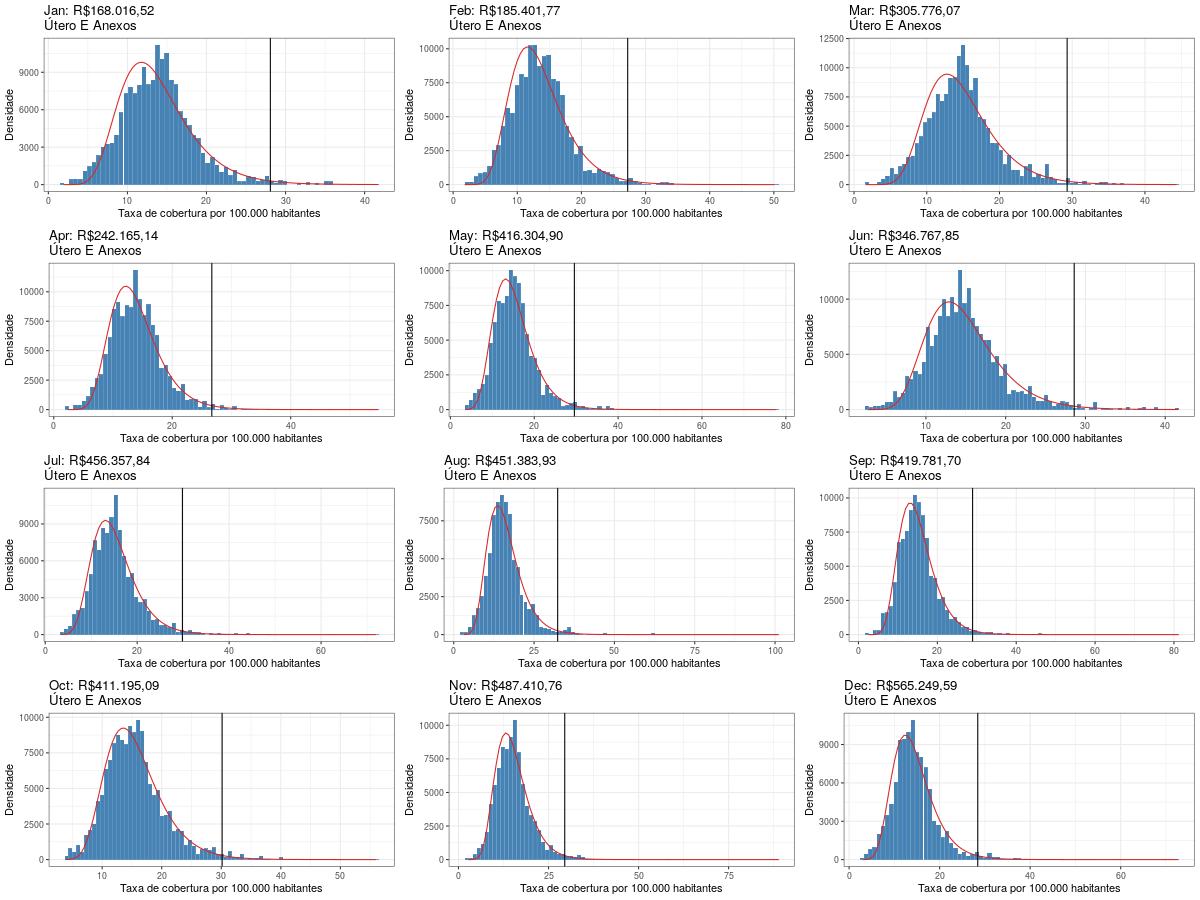 Jan: R$168.016,52
Útero E Anexos
Densidade
9000
6000
3000
0
0 10 20 30 40
Taxa de cobertura por 100.000 habitantes
Feb: R$185.401,77
Útero E Anexos
Densidade
10000
7500
5000
2500
0
0 10 20 30 40 50
Taxa de cobertura por 100.000 habitantes
Mar: R$305.776,07
Útero E Anexos
Densidade
12500
10000
7500
5000
2500
0
0 10 20 30 40
Taxa de cobertura por 100.000 habitantes
Apr: R$242.165,14
Útero E Anexos
Densidade
10000
7500
5000
2500
0
0 20 40
Taxa de cobertura por 100.000 habitantes
May: R$416.304,90
Útero E Anexos
Densidade
10000
7500
5000
2500
0
0 20 40 60 80
Taxa de cobertura por 100.000 habitantes
Jun: R$346.767,85
Útero E Anexos
Densidade
10000
5000
0
10 20 30 40
Taxa de cobertura por 100.000 habitantes
Jul: R$456.357,84
Útero E Anexos
Densidade
9000
6000
3000
0
0 20 40 60
Taxa de cobertura por 100.000 habitantes
Aug: R$451.383,93
Útero E Anexos
Densidade
7500
5000
2500
0
0 25 50 75 100
Taxa de cobertura por 100.000 habitantes
Sep: R$419.781,70
Útero E Anexos
Densidade
10000
7500
5000
2500
0
0 20 40 60 80
Taxa de cobertura por 100.000 habitantes
Oct: R$411.195,09
Útero E Anexos
Densidade
10000
7500
5000
2500
0
10 20 30 40 50
Taxa de cobertura por 100.000 habitantes
Nov: R$487.410,76
Útero E Anexos
Densidade
10000
7500
5000
2500
0
0 25 50 75
Taxa de cobertura por 100.000 habitantes
Dec: R$565.249,59
Útero E Anexos
Densidade
9000
6000
3000
0
0 20 40 60
Taxa de cobertura por 100.000 habitantes